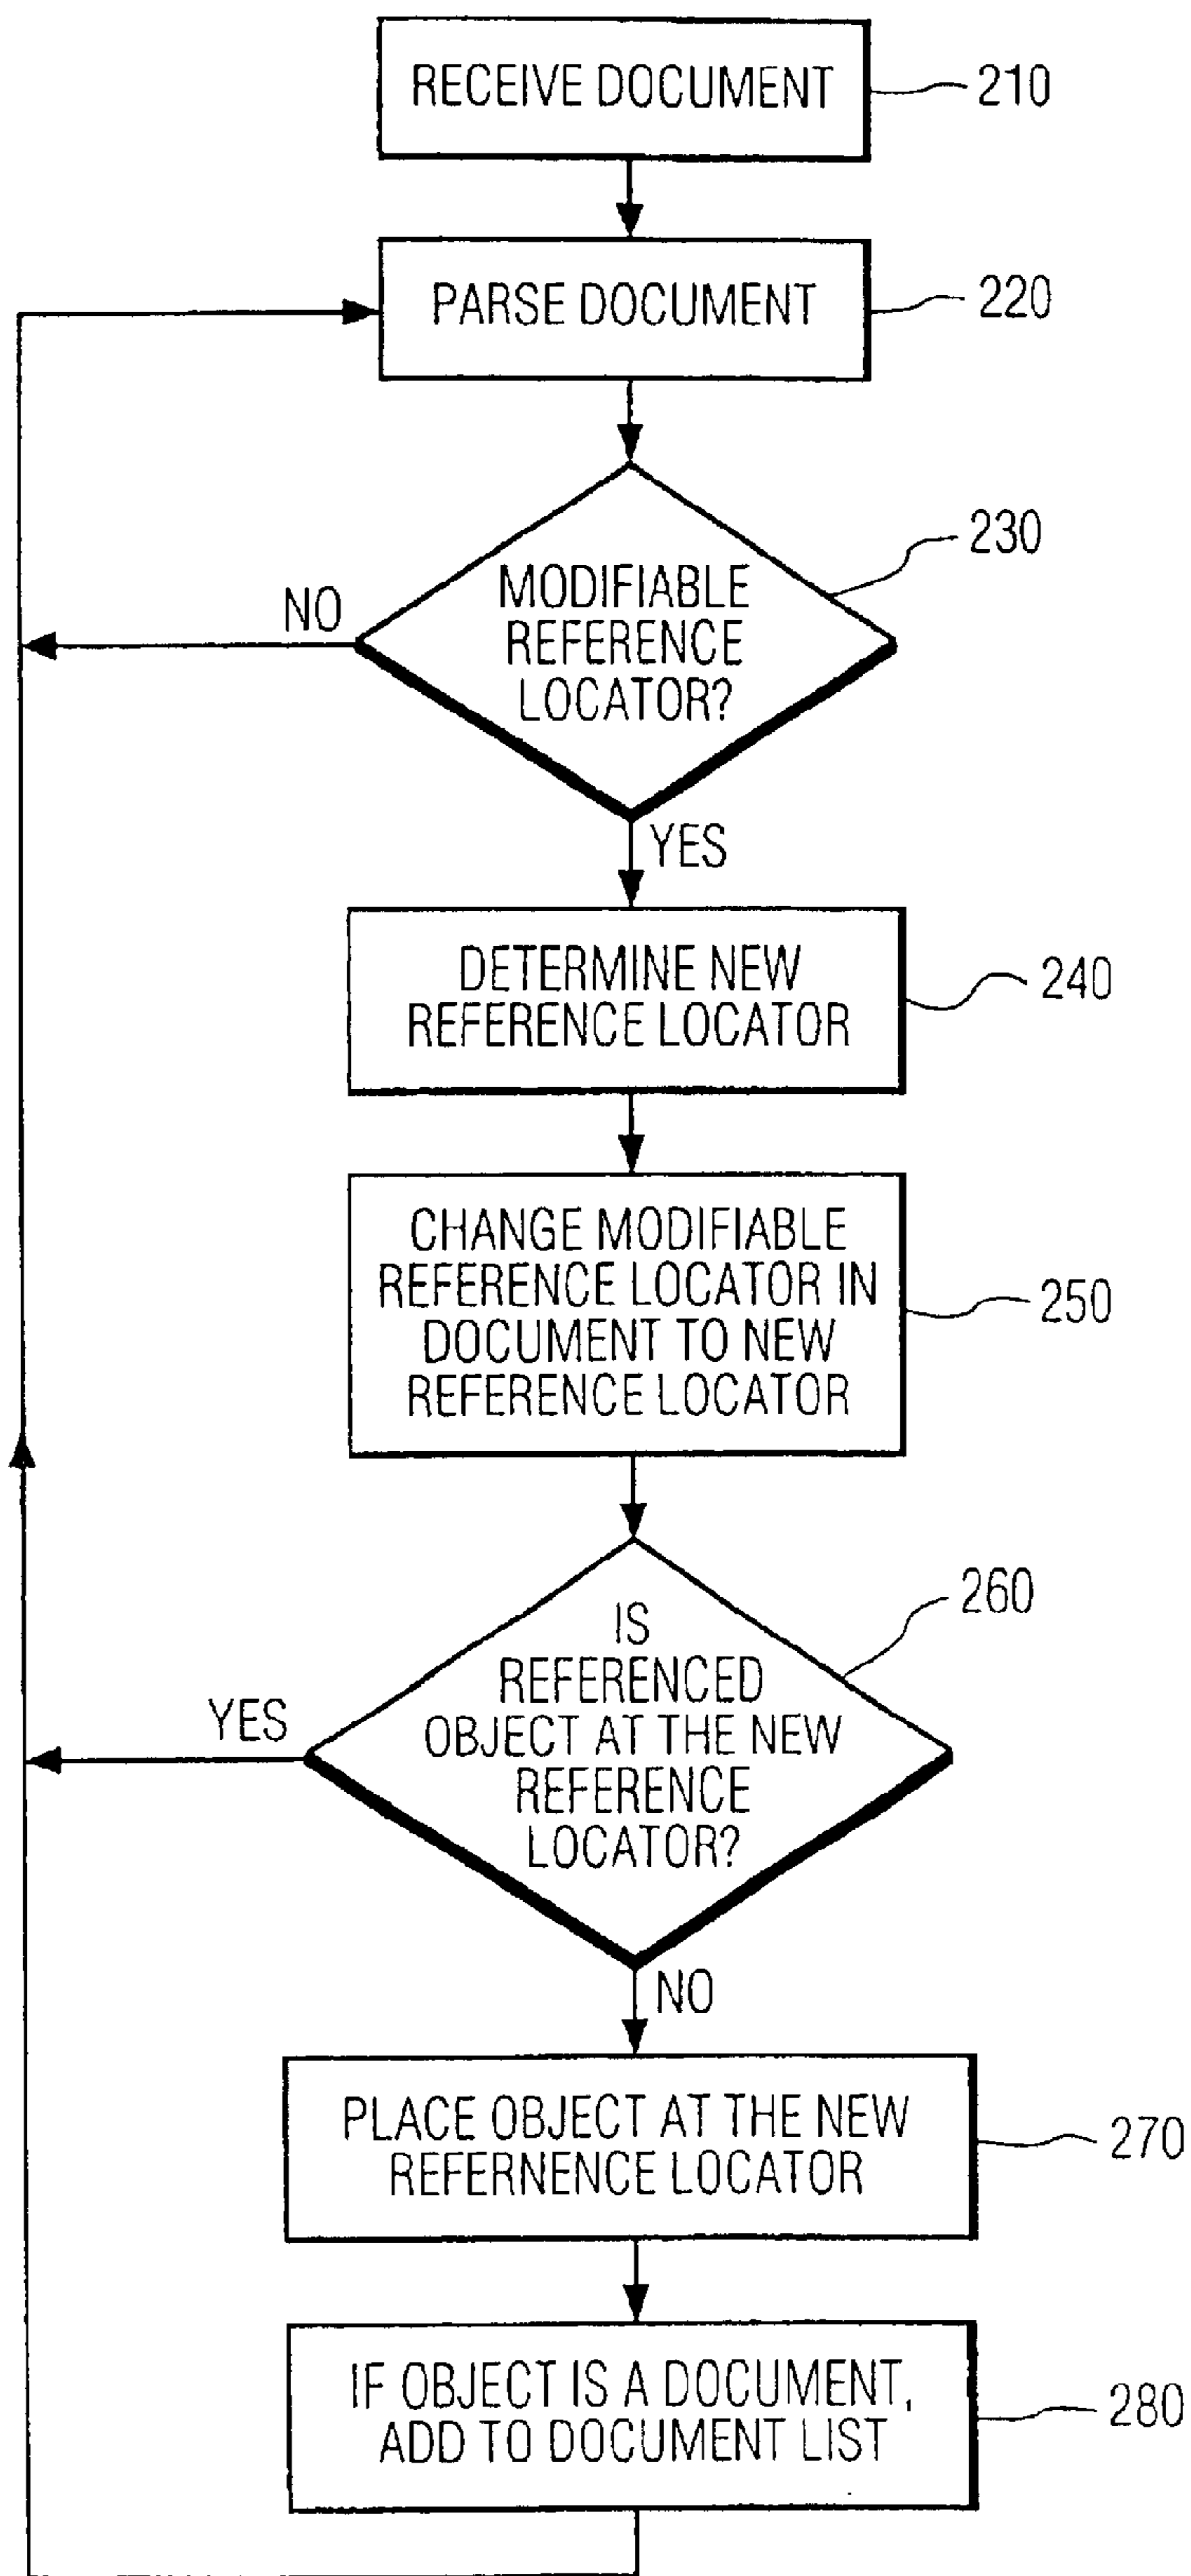 RECEIVE DOCUMENT
210
PARSE DOCUMENT
220
230
MODIFIABLE
REFERENCE
LOCATOR?
NO
YES
DETERMINE NEW
REFERENCE LOCATOR
240
CHANGE MODIFIABLE
REFERENCE LOCATOR IN
DOCUMENT TO NEW
REFERENCE LOCATOR
250
260
IS
REFERENCED
OBJECT AT THE NEW
REFERENCE
LOCATOR?
YES
NO
PLACE OBJECT AT THE NEW
REFERNENCE LOCATOR
270
IF OBJECT IS A DOCUMENT,
ADD TO DOCUMENT LIST
280